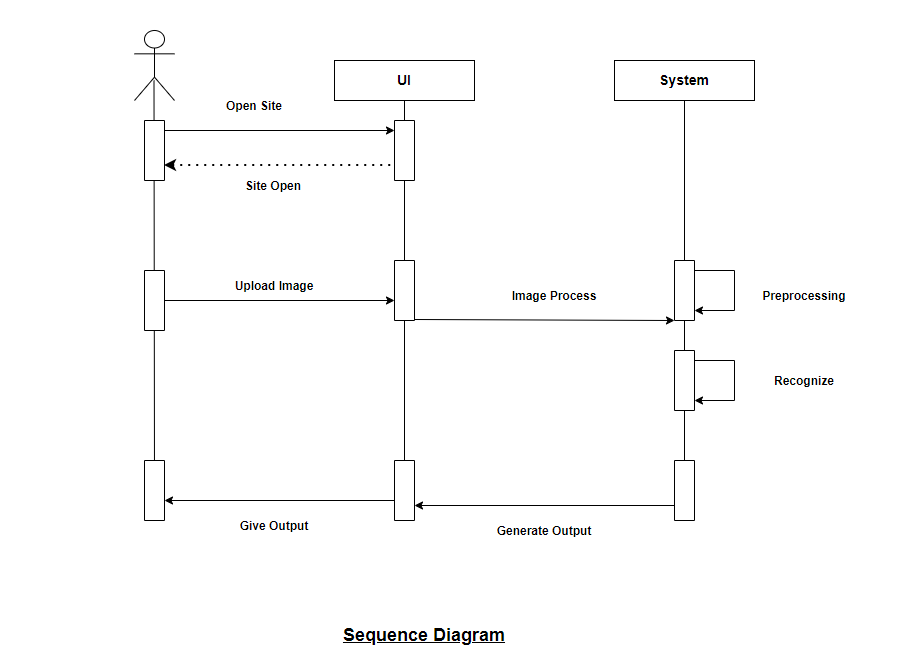 UI
System
Open Site
Site Open
Upload Image
Image Process
Preprocessing
Recognize
Give Output
Generate Output
Sequence Diagram